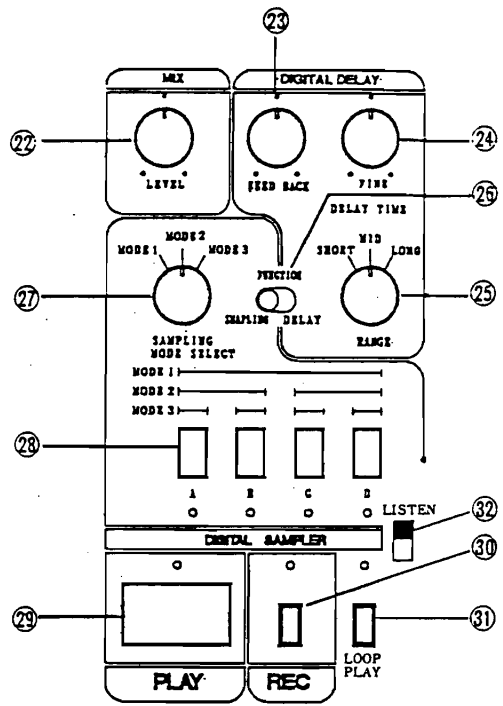 23
MIX
DIGITAL DELAY
22
24
LEVEL
FEED BACK
FINE
26
DELAY TIME
MODE 1
MODE 2
MODE 3
SHORT
MID
LONG
FUNCTION
27
25
SMAPLING
DELAY
SAMPLING
MODE SELECT
RANGE
MODE 1
MODE 2
MODE 3
28
A
B
C
D
LISTEN
32
DIGITAL SAMPLER
30
29
31
LOOP
PLAY
PLAY
REC